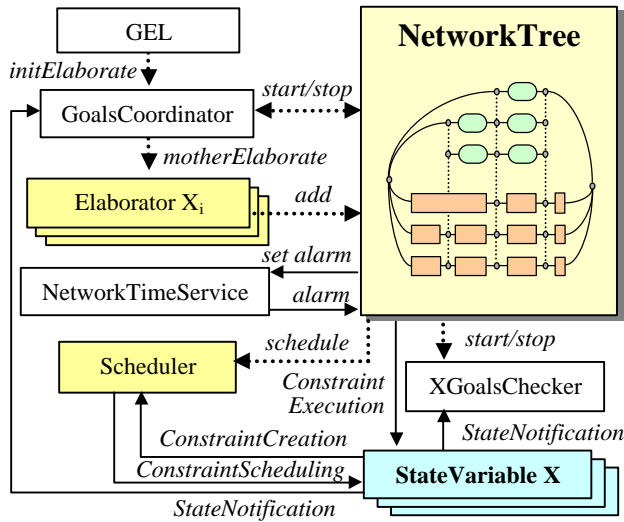 GEL
NetworkTree
initElaborate
start/stop
GoalsCoordinator
motherElaborate
Elaborator Xi
add
set alarm
NetworkTimeService
alarm
schedule
start/stop
Scheduler
Constraint
Execution
XGoalsChecker
ConstraintCreation
StateNotification
ConstraintScheduling
StateVariable X
StateNotification